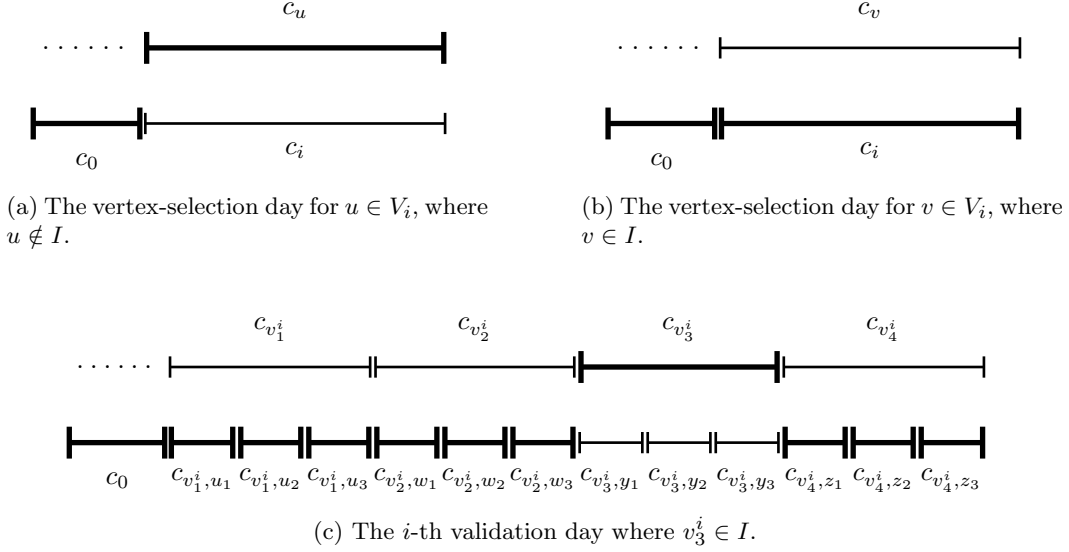 c_u c_v
. . . . . . . . . . . .
c_0 c_i c_0 c_i
(a) The vertex-selection day for u ∈ V_i, where
u ∉ I.
(b) The vertex-selection day for v ∈ V_i, where
v ∈ I.
c_{v_1^i} c_{v_2^i} c_{v_3^i} c_{v_4^i}
. . . . . .
c_0 c_{v_1^i,u_1} c_{v_1^i,u_2} c_{v_1^i,u_3} c_{v_2^i,w_1} c_{v_2^i,w_2} c_{v_2^i,w_3} c_{v_3^i,y_1} c_{v_3^i,y_2} c_{v_3^i,y_3} c_{v_4^i,z_1} c_{v_4^i,z_2} c_{v_4^i,z_3}
(c) The i-th validation day where v_3^i ∈ I.